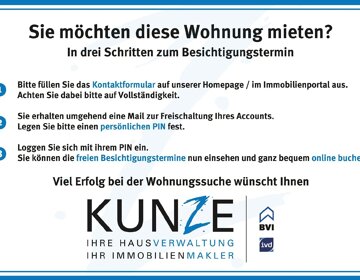 Sie möchten diese Wohnung mieten?
In drei Schritten zum Besichtigungstermin
1 Bitte füllen Sie das Kontaktformular auf unserer Homepage / im Immobilienportal aus.
Achten Sie dabei bitte auf Vollständigkeit.
2 Sie erhalten umgehend eine Mail zur Freischaltung Ihres Accounts.
Legen Sie bitte einen persönlichen PIN fest.
3 Loggen Sie sich mit ihrem PIN ein.
Sie können die freien Besichtigungstermine nun einsehen und ganz bequem online buche
Viel Erfolg bei der Wohnungssuche wünscht Ihnen
KUNZE
IHRE HAUSVERWALTUNG
IHR IMMOBILIENMAKLER
BVI
ivd